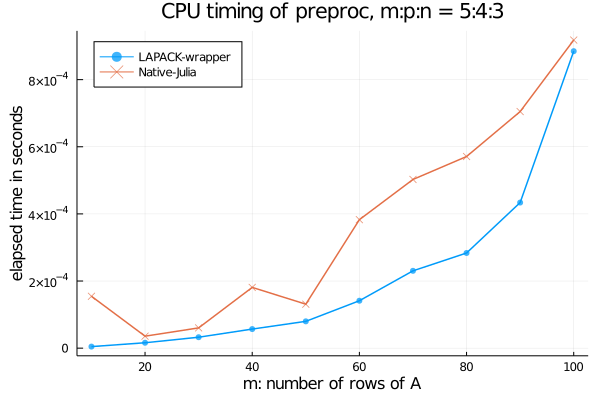 CPU timing of preproc, m:p:n = 5:4:3
LAPACK-wrapper
Native-Julia
elapsed time in seconds
8×10⁻⁴
6×10⁻⁴
4×10⁻⁴
2×10⁻⁴
0
20 40 60 80 100
m: number of rows of A